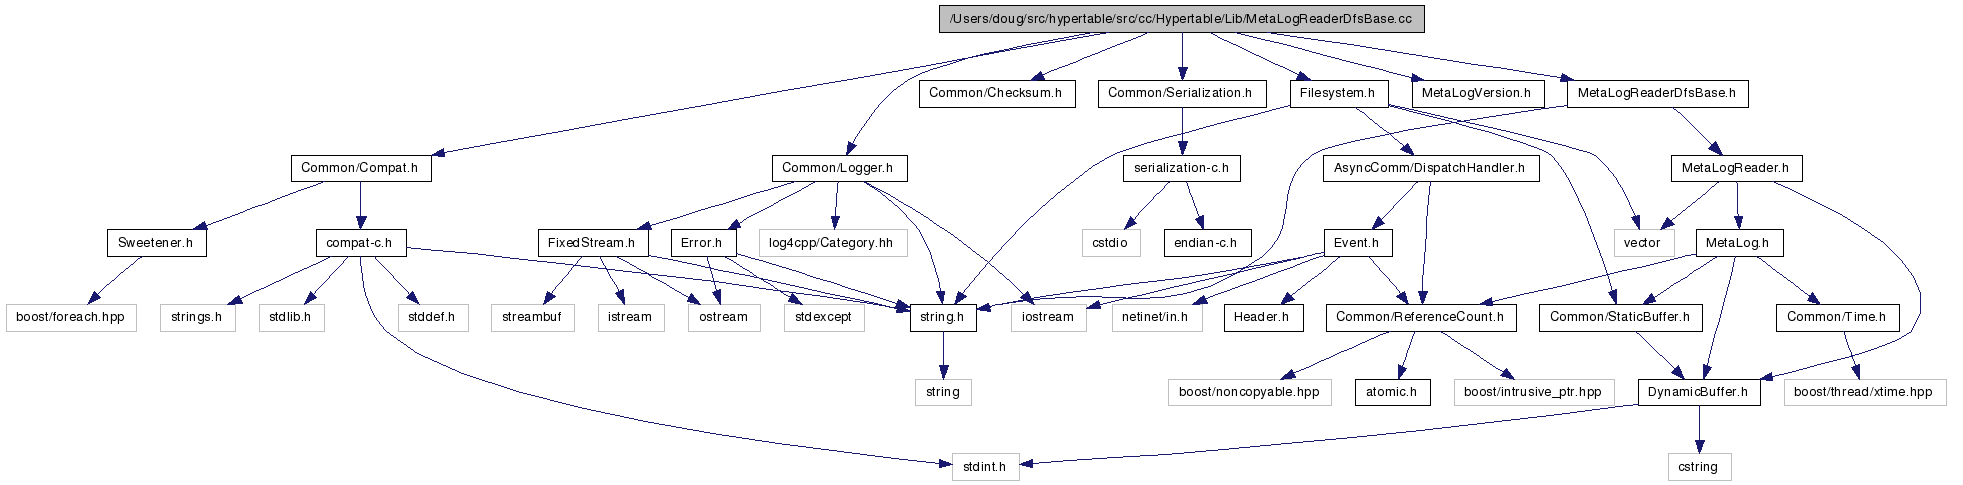 /Users/doug/src/hypertable/src/cc/Hypertable/Lib/MetaLogReaderDfsBase.cc
Common/Checksum.h
Common/Serialization.h
Filesystem.h
MetaLogVersion.h
MetaLogReaderDfsBase.h
Common/Compat.h
Common/Logger.h
serialization-c.h
AsyncComm/DispatchHandler.h
MetaLogReader.h
Sweetener.h
compat-c.h
FixedStream.h
Error.h
log4cpp/Category.hh
cstdio
endian-c.h
Event.h
vector
MetaLog.h
boost/foreach.hpp
strings.h
stdlib.h
stddef.h
streambuf
istream
ostream
stdexcept
string.h
iostream
netinet/in.h
Header.h
Common/ReferenceCount.h
Common/StaticBuffer.h
Common/Time.h
string
boost/noncopyable.hpp
atomic.h
boost/intrusive_ptr.hpp
DynamicBuffer.h
boost/thread/xtime.hpp
stdint.h
cstring